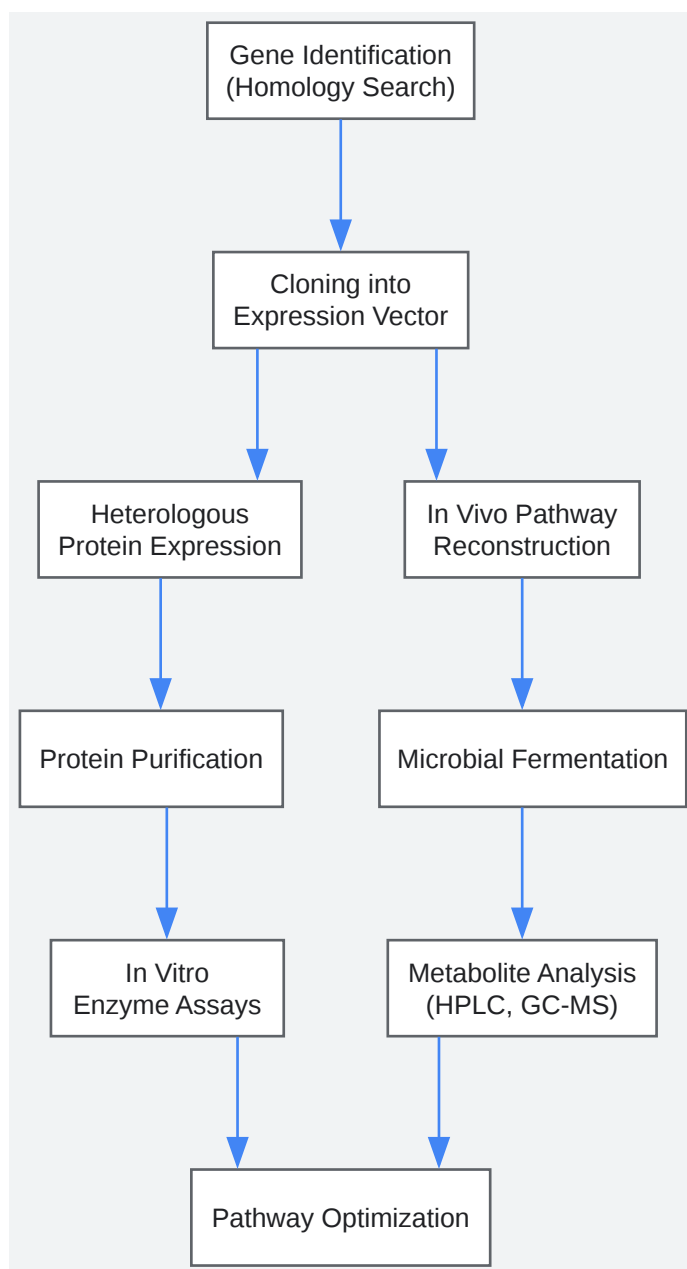 Gene Identification
(Homology Search)
Cloning into
Expression Vector
Heterologous
Protein Expression
In Vivo Pathway
Reconstruction
Protein Purification
Microbial Fermentation
In Vitro
Enzyme Assays
Metabolite Analysis
(HPLC, GC-MS)
Pathway Optimization